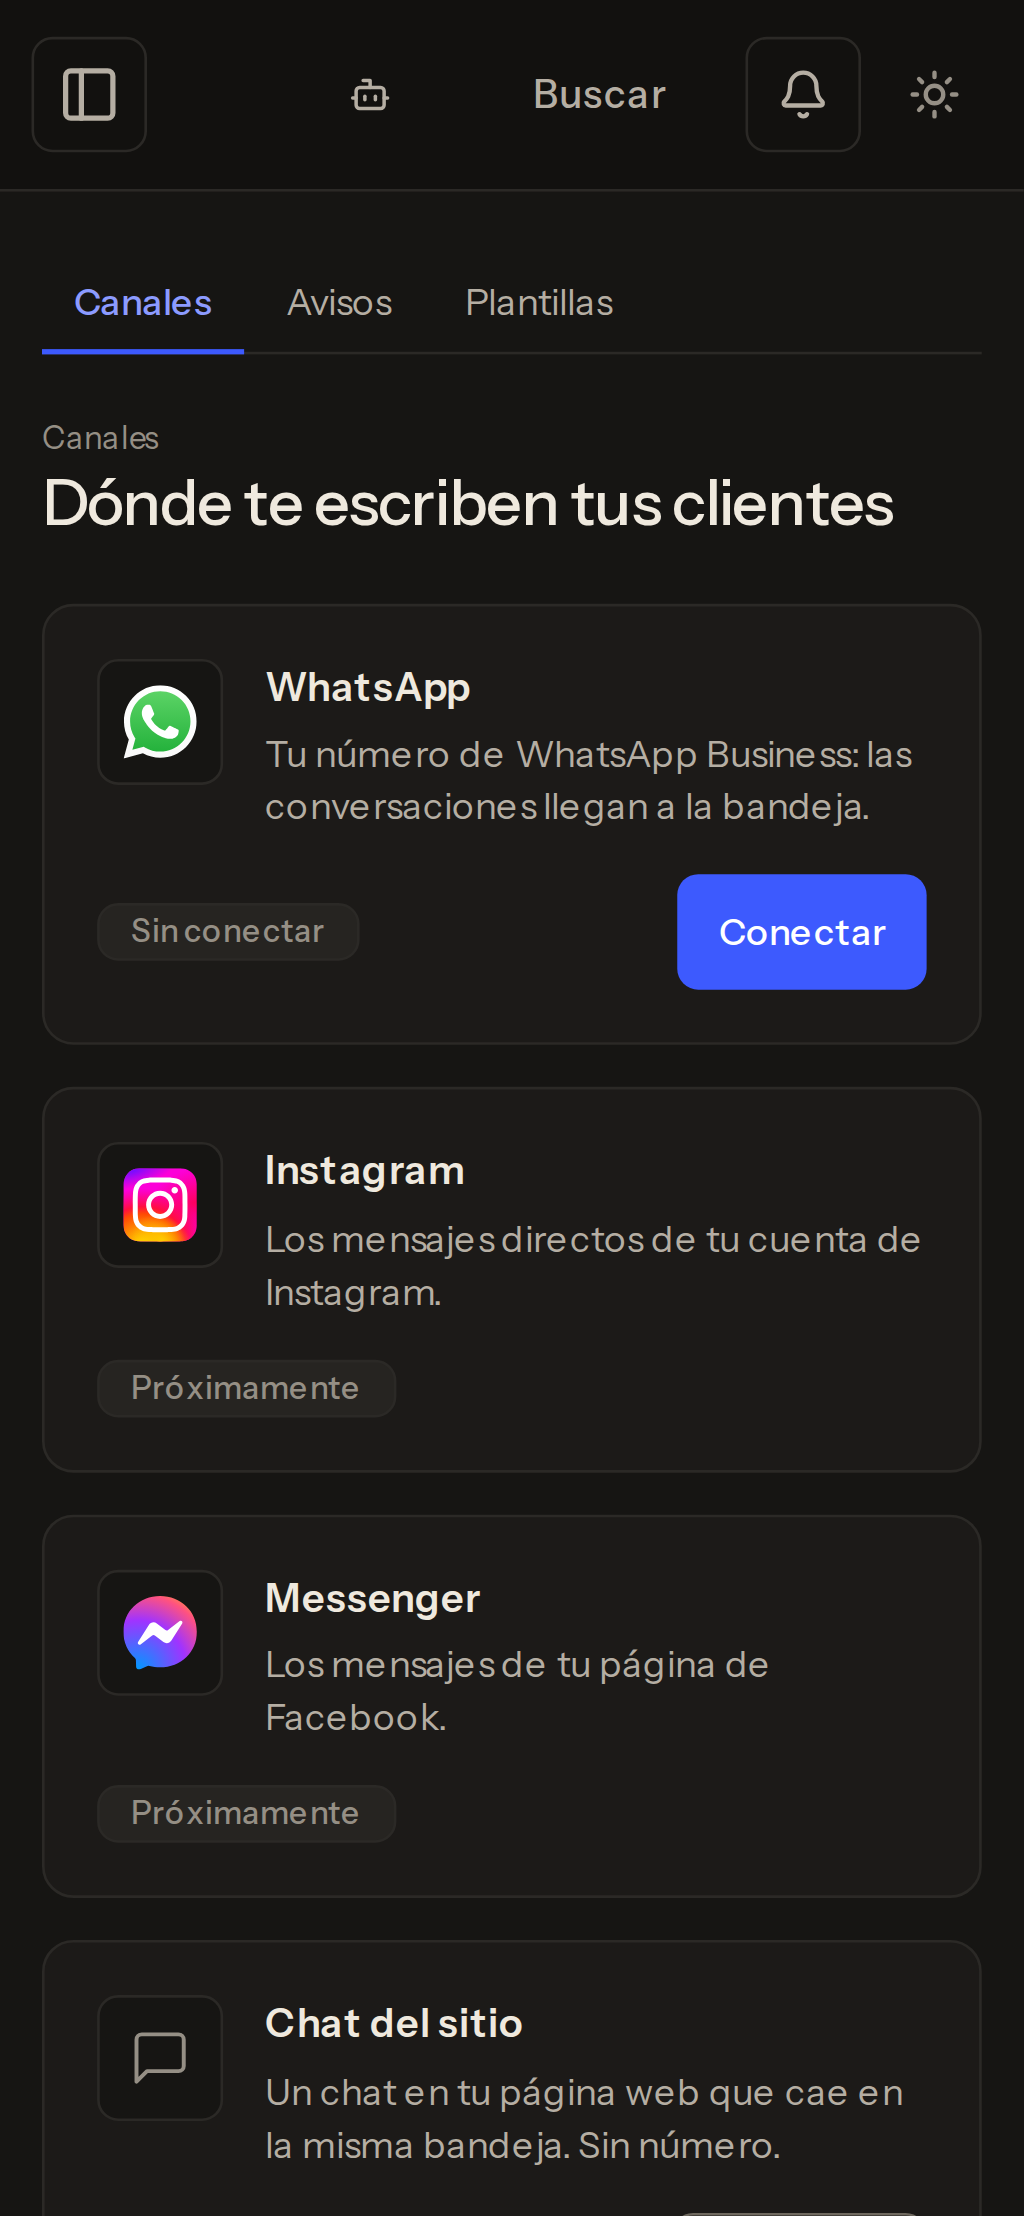 Buscar
Canales Avisos Plantillas
Canales
Dónde te escriben tus clientes
WhatsApp
Tu número de WhatsApp Business: las
conversaciones llegan a la bandeja.
Sin conectar
Conectar
Instagram
Los mensajes directos de tu cuenta de
Instagram.
Próximamente
Messenger
Los mensajes de tu página de
Facebook.
Próximamente
Chat del sitio
Un chat en tu página web que cae en
la misma bandeja. Sin número.